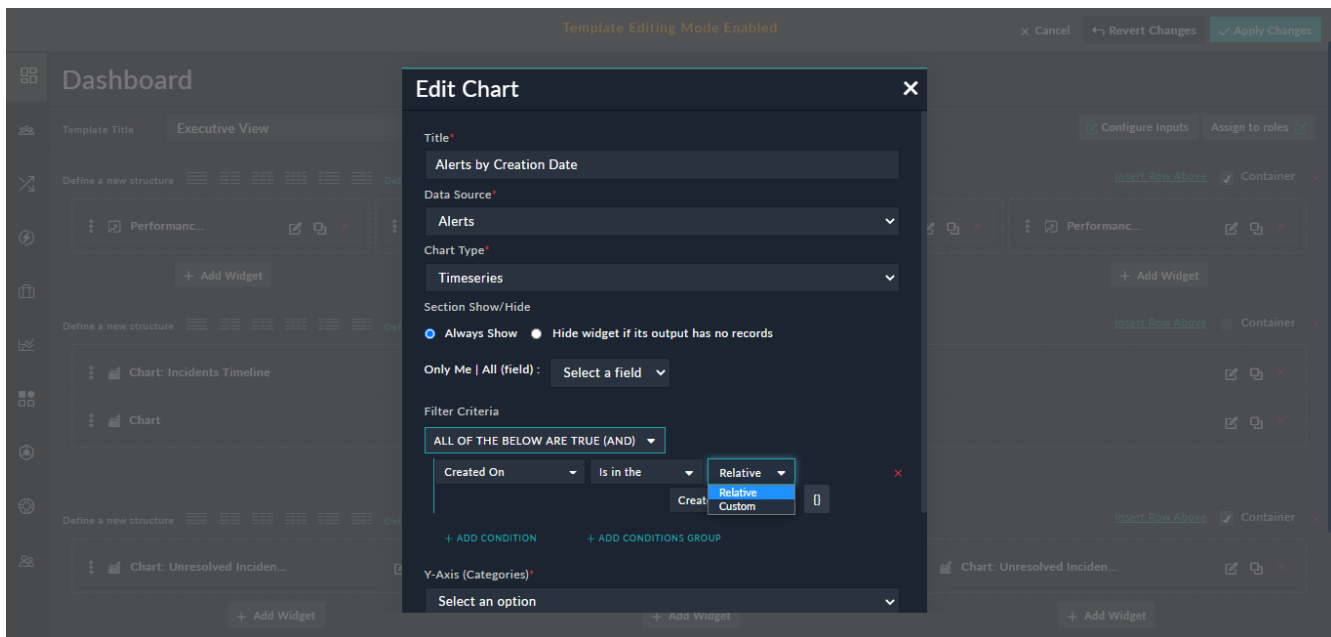 Template Editing Mode Enabled
× Cancel
Revert Changes
Apply Changes
Dashboard
Edit Chart
Template Title
Executive View
Configure Inputs
Assign to roles
Title*
Alerts by Creation Date
Define a new structure
Insert Row Above
Container
Data Source*
Alerts
Performanc...
Performanc...
Chart Type*
Timeseries
+ Add Widget
+ Add Widget
Section Show/Hide
Always Show
Hide widget if its output has no records
Define a new structure
Insert Row Above
Container
Only Me | All (field) :
Select a field
Chart: Incidents Timeline
Filter Criteria
Chart
ALL OF THE BELOW ARE TRUE (AND)
Created On
Is in the
Relative
Relative
Custom
{}
Define a new structure
Insert Row Above
Container
+ ADD CONDITION
+ ADD CONDITIONS GROUP
Chart: Unresolved Inciden...
Chart: Unresolved Inciden...
Y-Axis (Categories)*
Select an option
+ Add Widget
+ Add Widget
+ Add Widget